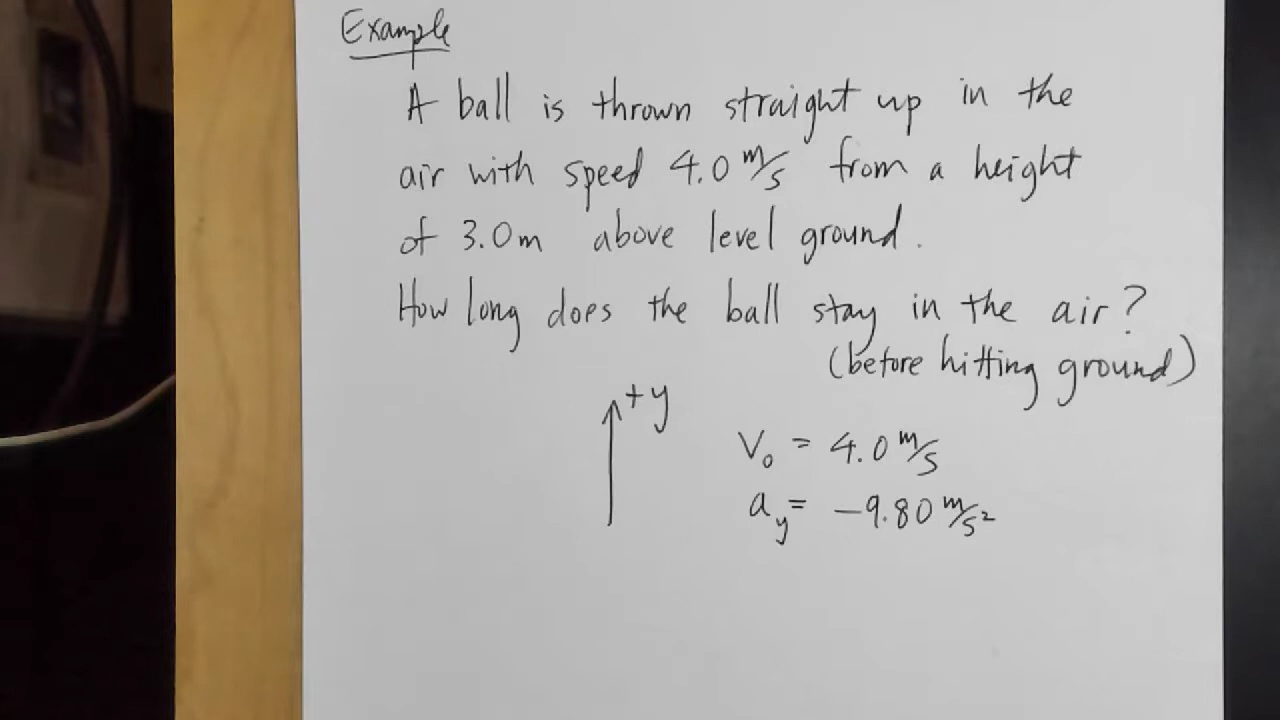 Example
A ball is thrown straight up in the
air with speed 4.0 m/s from a height
of 3.0m above level ground.
How long does the ball stay in the air?
(before hitting ground)
+y
V₀ = 4.0 m/s
a_y = -9.80 m/s²